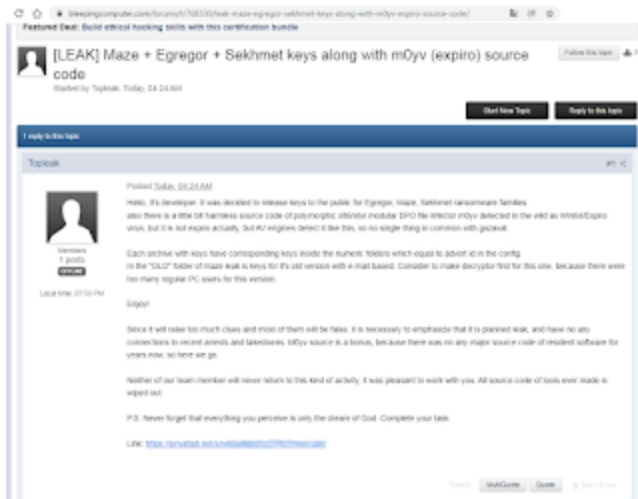 bleepingcomputer.com/forums/t/768330/leak-maze-egregor-sekhmet-keys-along-with-m0yv-expiro-source-code/
Featured Deal: Build ethical hacking skills with this certification bundle
[LEAK] Maze + Egregor + Sekhmet keys along with m0yv (expiro) source
code
Started by Topleak, Today, 04:24 AM
Follow this topic
Start New Topic
Reply to this topic
1 reply to this topic
Topleak
#1
Members
1 posts
OFFLINE
Local time: 07:59 PM
Posted Today, 04:24 AM
Hello, It's developer. It was decided to release keys to the public for Egregor, Maze, Sekhmet ransomware families.
also there is a little bit harmless source code of polymorphic x86/x64 modular EPO file infector m0yv detected in the wild as Win64/Expiro
virus, but it is not expiro actually, but AV engines detect it like this, so no single thing in common with gazavat.
Each archive with keys have corresponding keys inside the numeric folders which equal to advert id in the config.
In the "OLD" folder of maze leak is keys for it's old version with e-mail based. Consider to make decryptor first for this one, because there were
too many regular PC users for this version.
Enjoy!
Since it will raise too much clues and most of them will be false, it is necessary to emphasize that it is planned leak, and have no any
connections to recent arrests and takedowns. M0yv source is a bonus, because there was no any major source code of resident software for
years now, so here we go.
Neither of our team member will never return to this kind of activity, it was pleasant to work with you. All source code of tools ever made is
wiped out.
P.S. Never forget that everything you perceive is only the dream of God. Complete your task.
Link:
Report
MultiQuote
Quote
Back to top